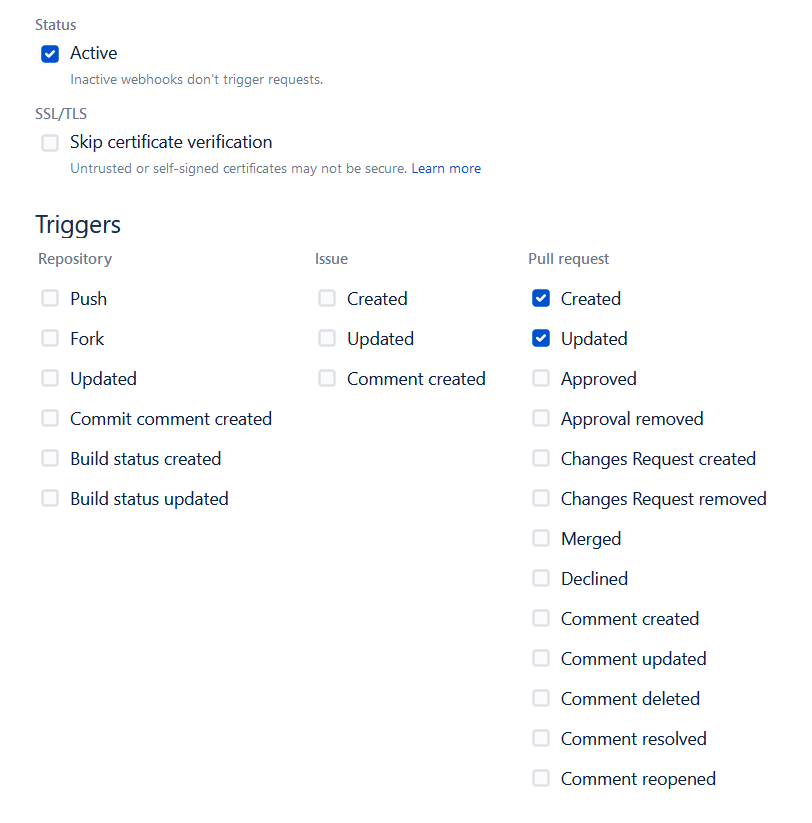 Status
Active
Inactive webhooks don't trigger requests.
SSL/TLS
Skip certificate verification
Untrusted or self-signed certificates may not be secure. Learn more
Triggers
Repository
Push
Fork
Updated
Commit comment created
Build status created
Build status updated
Issue
Created
Updated
Comment created
Pull request
Created
Updated
Approved
Approval removed
Changes Request created
Changes Request removed
Merged
Declined
Comment created
Comment updated
Comment deleted
Comment resolved
Comment reopened